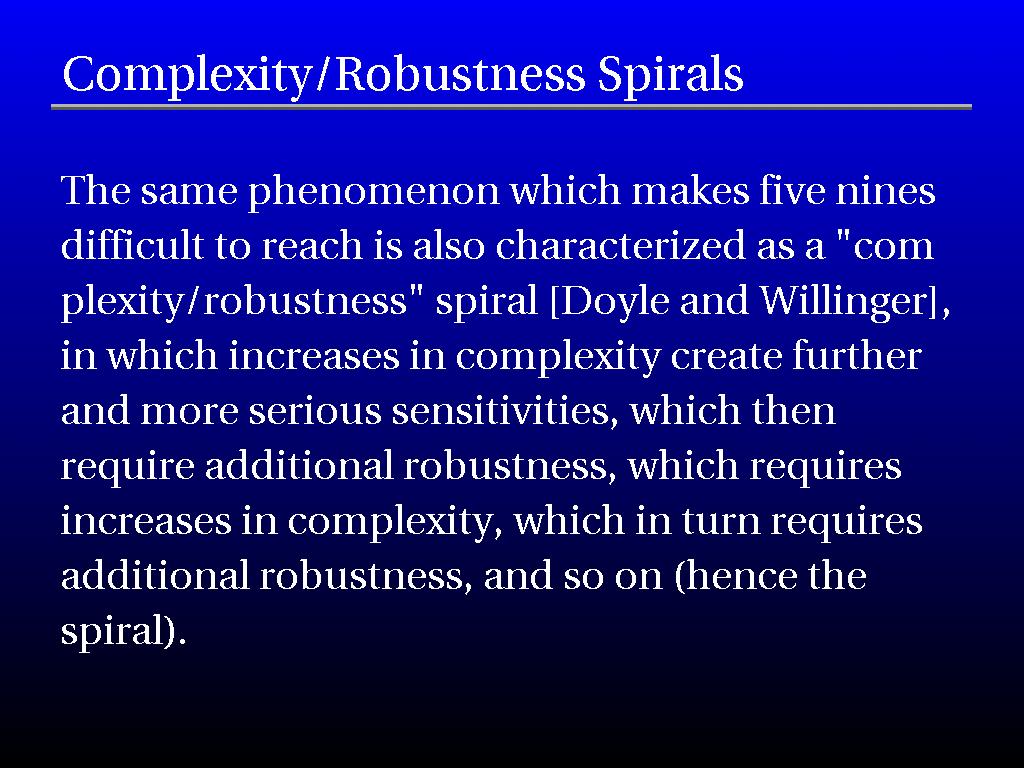 Complexity/Robustness Spirals
The same phenomenon which makes five nines
difficult to reach is also characterized as a "com
plexity/robustness" spiral [Doyle and Willinger],
in which increases in complexity create further
and more serious sensitivities, which then
require additional robustness, which requires
increases in complexity, which in turn requires
additional robustness, and so on (hence the
spiral).